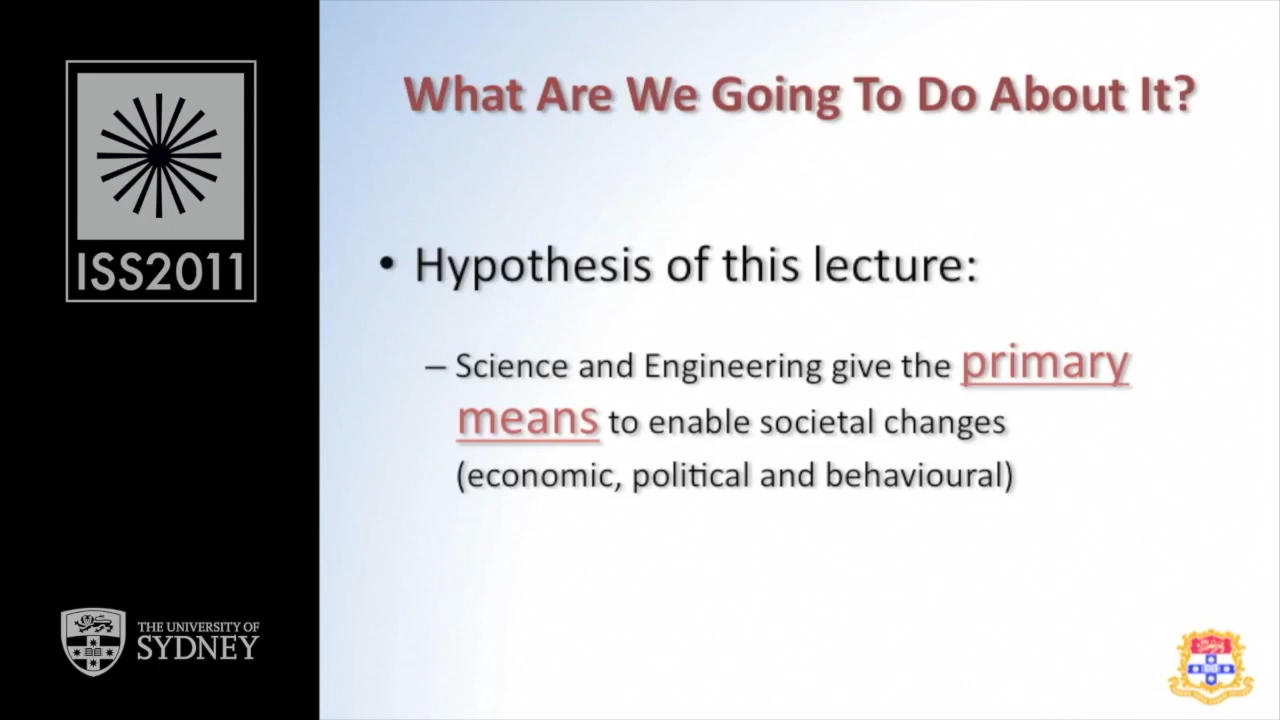 ISS2011
THE UNIVERSITY OF
SYDNEY
What Are We Going To Do About It?
• Hypothesis of this lecture:
– Science and Engineering give the primary
means to enable societal changes
(economic, political and behavioural)